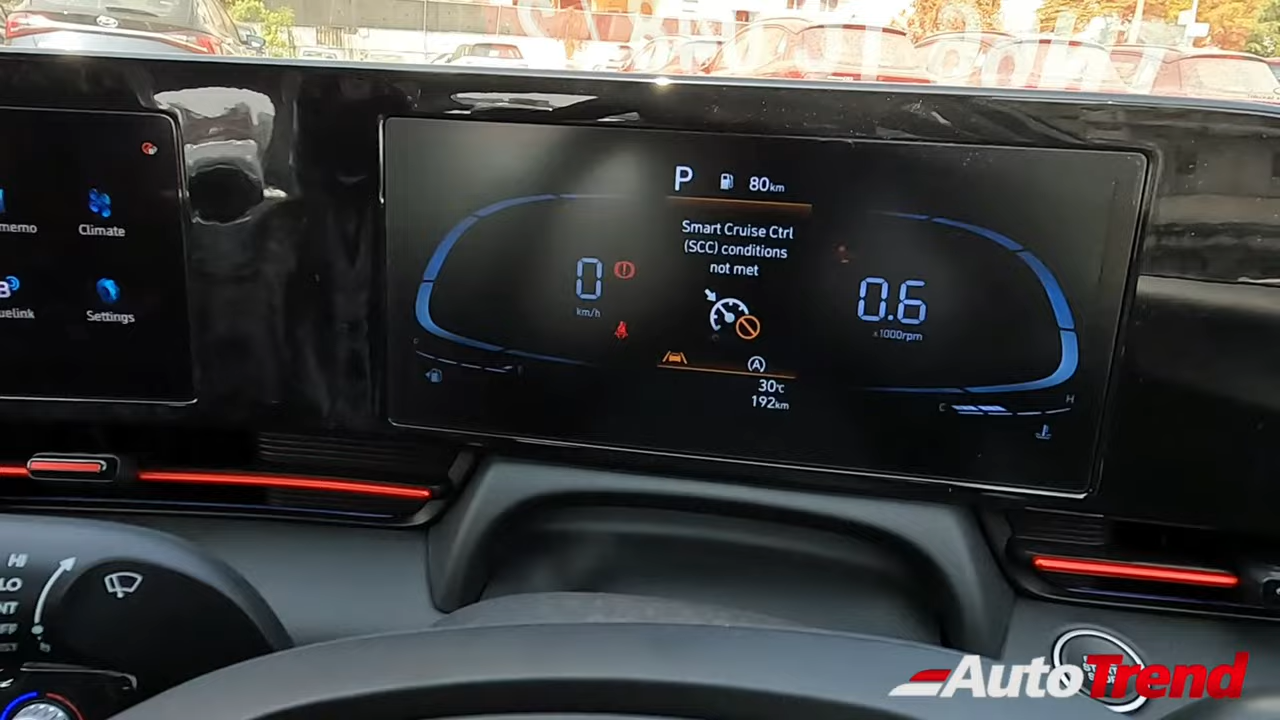 P
80km
Smart Cruise Ctrl
(SCC) conditions
not met
0
km/h
0.6
x1000rpm
A
30℃
192km
C
H
memo
Climate
uelink
Settings
HI
LO
AutoTrend